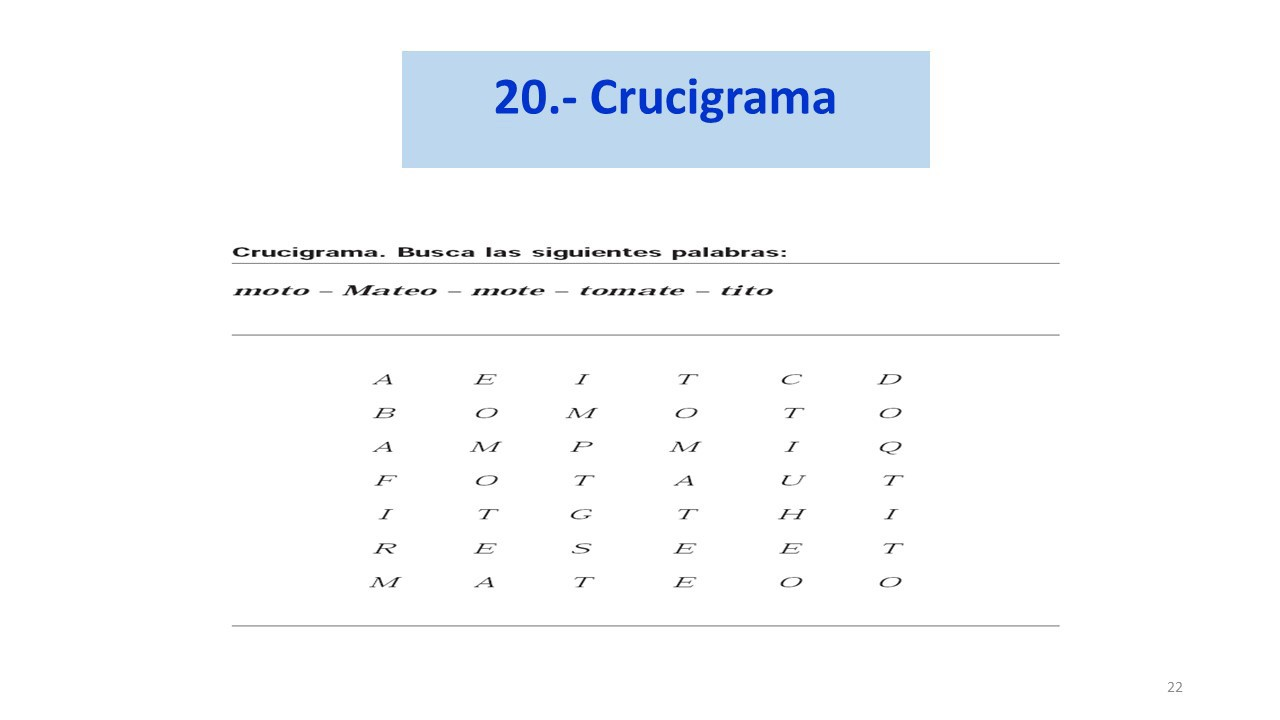 20.- Crucigrama
Crucigrama. Busca las siguientes palabras:
moto – Mateo – mote – tomate – tito
A E I T C D
B O M O T O
A M P M I Q
F O T A U T
I T G T H I
R E S E E T
M A T E O O
22